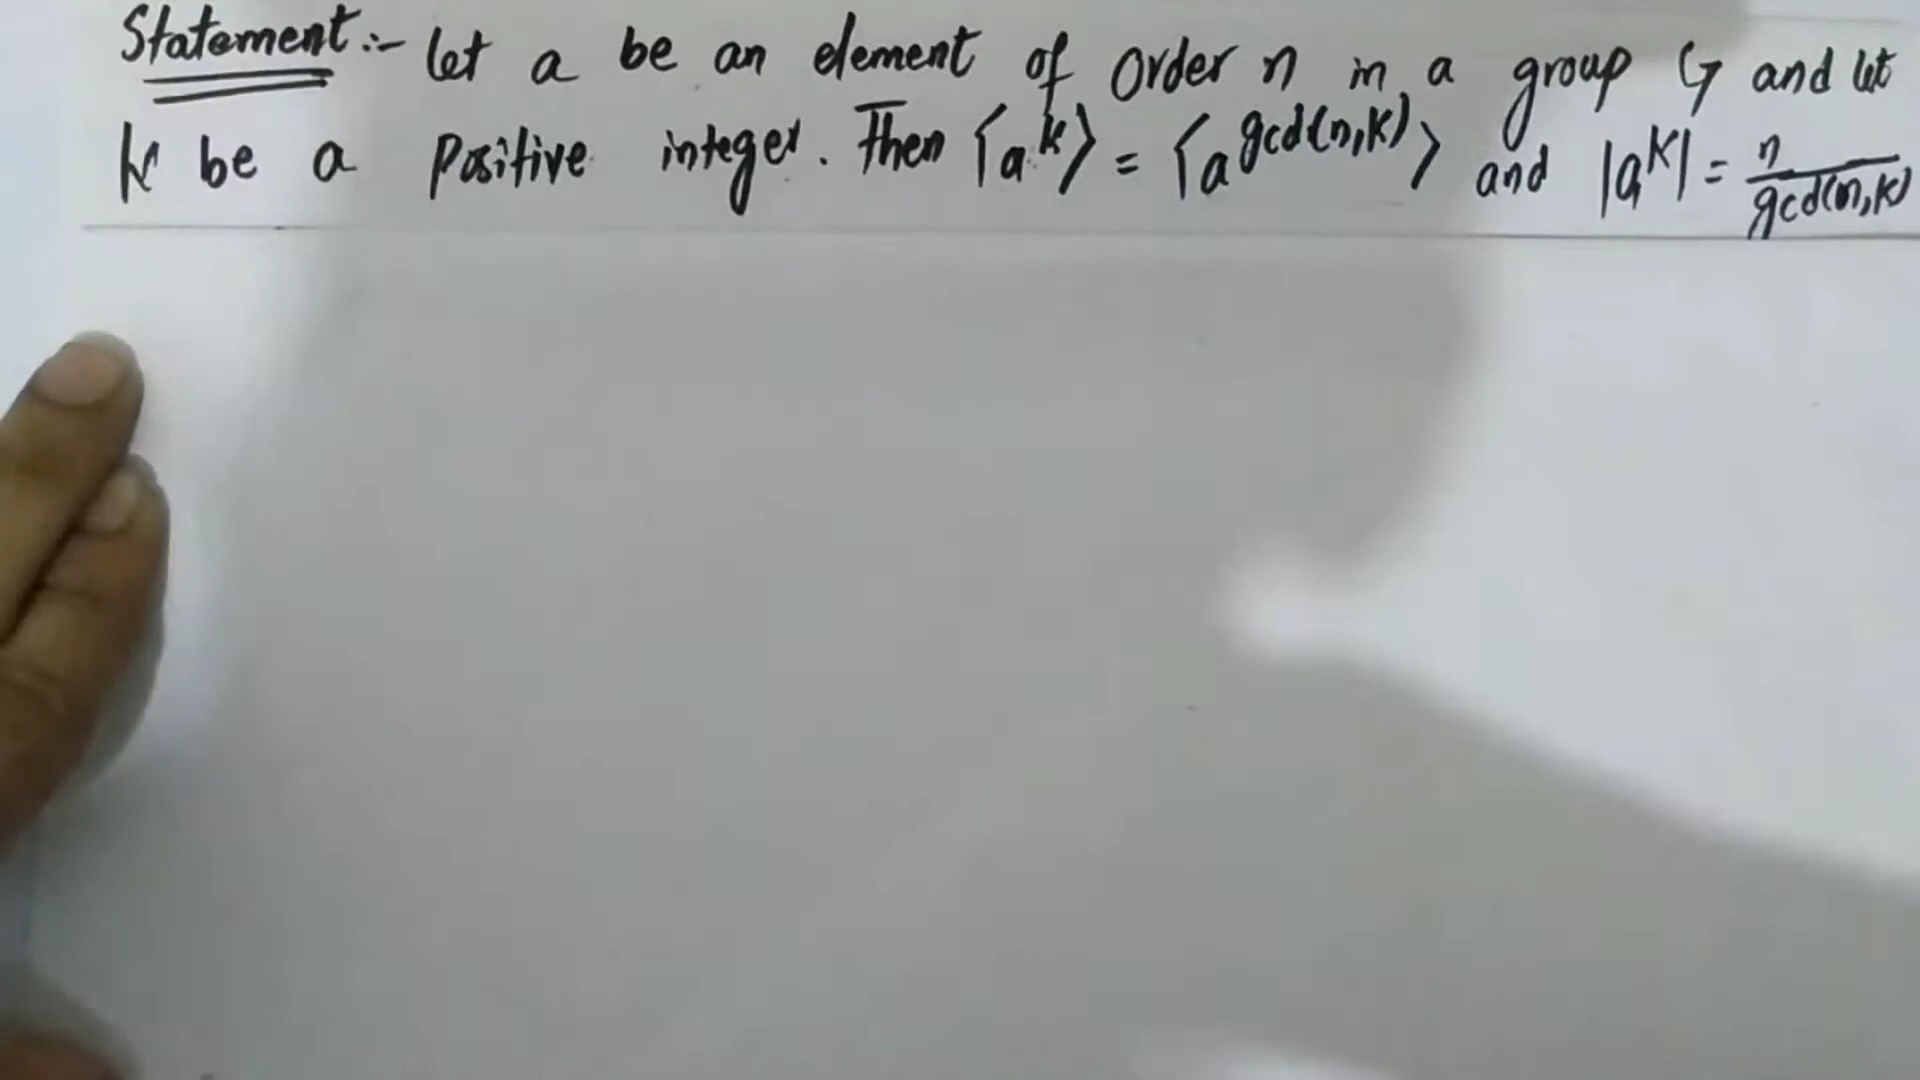 Statement :- let a be an element of order n in a group G and let
K be a Positive integer. Then ⟨a^k⟩ = ⟨a^gcd(n,k)⟩ and |a^k| = n/gcd(n,k)